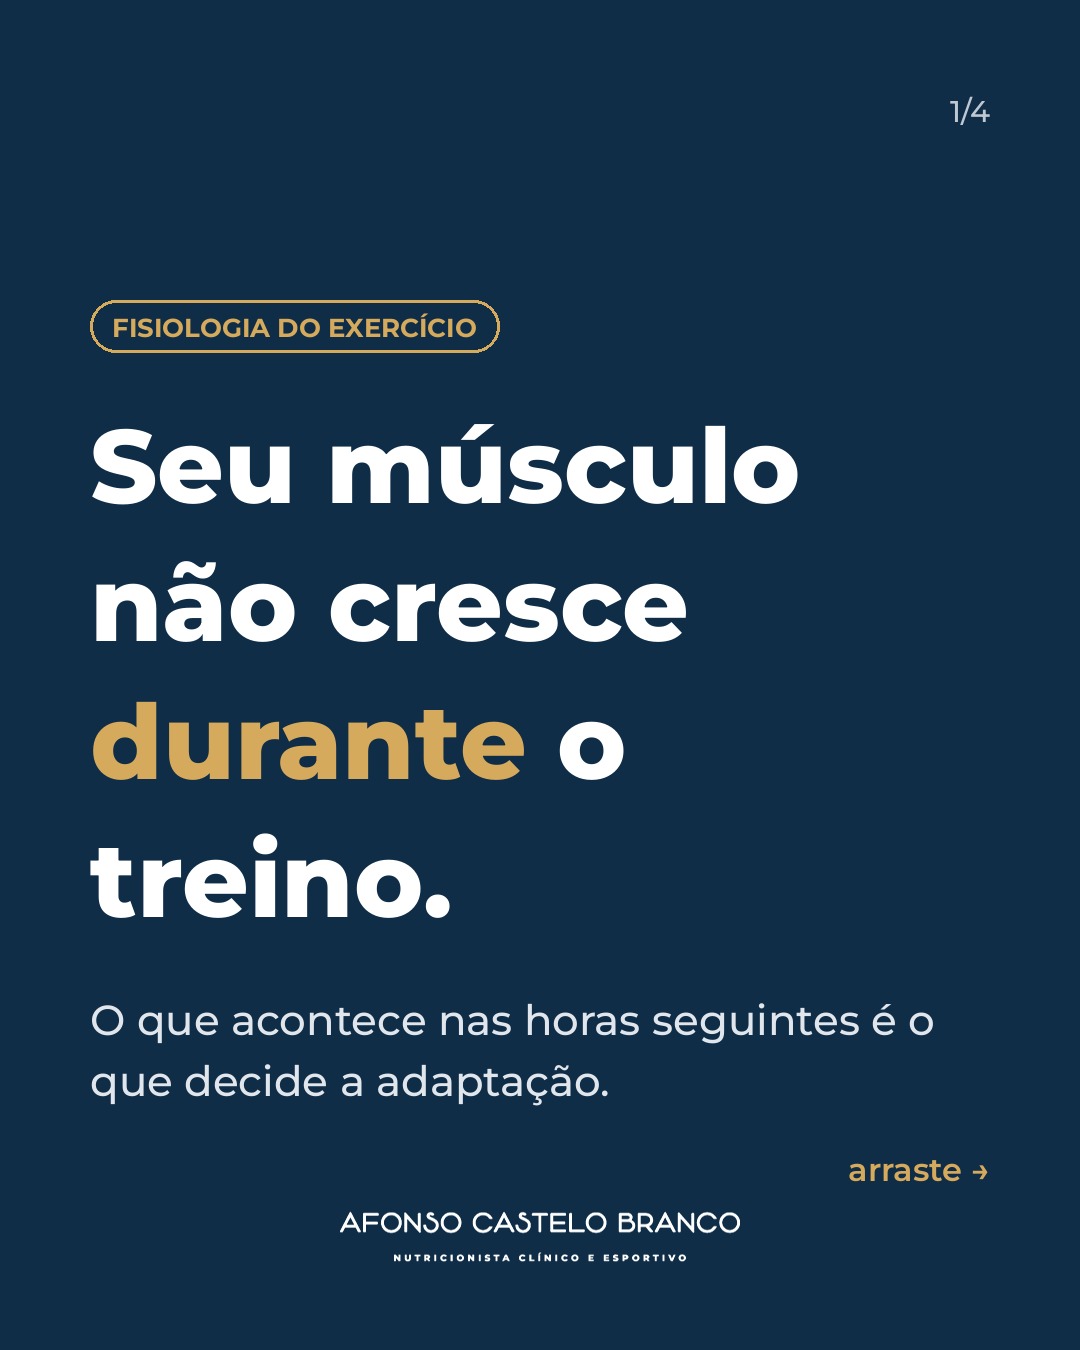 1/4
FISIOLOGIA DO EXERCÍCIO
Seu músculo
não cresce
durante o
treino.
O que acontece nas horas seguintes é o
que decide a adaptação.
arraste →
AFONSO CASTELO BRANCO
NUTRICIONISTA CLÍNICO E ESPORTIVO